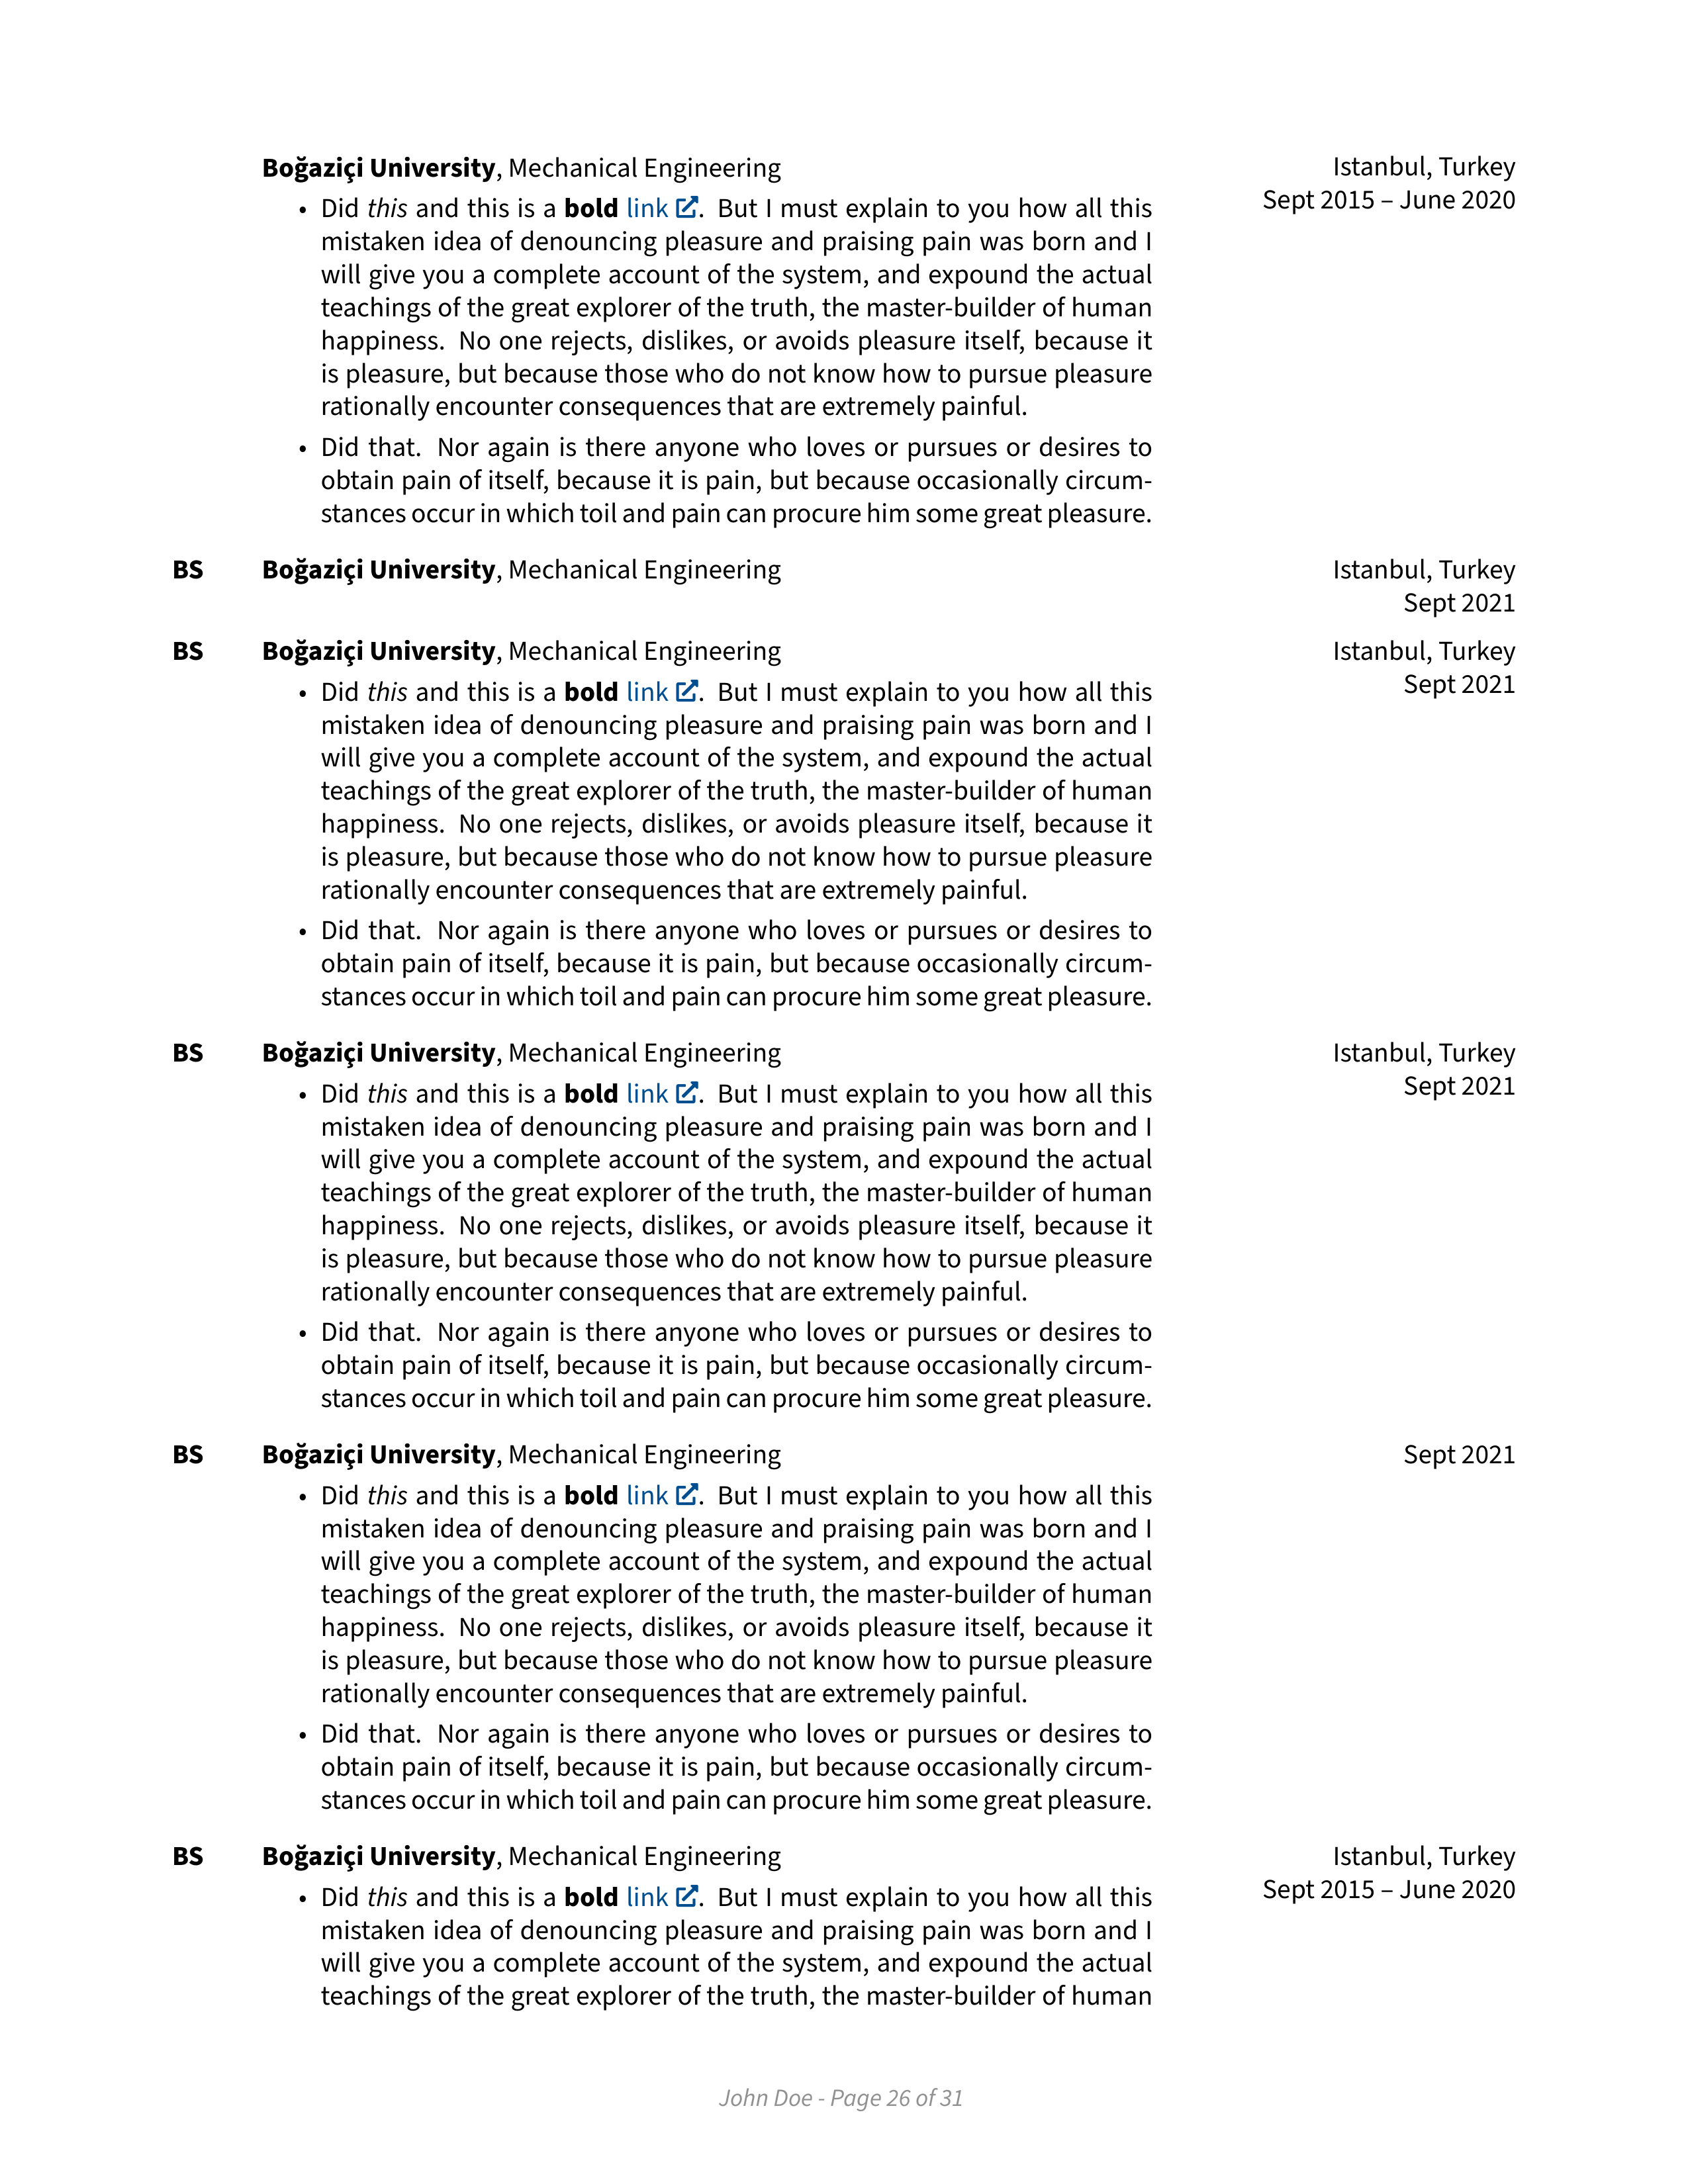 Boğaziçi University, Mechanical Engineering Istanbul, Turkey
Sept 2015 – June 2020
• Did this and this is a bold link. But I must explain to you how all this
mistaken idea of denouncing pleasure and praising pain was born and I
will give you a complete account of the system, and expound the actual
teachings of the great explorer of the truth, the master-builder of human
happiness. No one rejects, dislikes, or avoids pleasure itself, because it
is pleasure, but because those who do not know how to pursue pleasure
rationally encounter consequences that are extremely painful.
• Did that. Nor again is there anyone who loves or pursues or desires to
obtain pain of itself, because it is pain, but because occasionally circum-
stances occur in which toil and pain can procure him some great pleasure.
BS Boğaziçi University, Mechanical Engineering Istanbul, Turkey
Sept 2021
BS Boğaziçi University, Mechanical Engineering Istanbul, Turkey
Sept 2021
• Did this and this is a bold link. But I must explain to you how all this
mistaken idea of denouncing pleasure and praising pain was born and I
will give you a complete account of the system, and expound the actual
teachings of the great explorer of the truth, the master-builder of human
happiness. No one rejects, dislikes, or avoids pleasure itself, because it
is pleasure, but because those who do not know how to pursue pleasure
rationally encounter consequences that are extremely painful.
• Did that. Nor again is there anyone who loves or pursues or desires to
obtain pain of itself, because it is pain, but because occasionally circum-
stances occur in which toil and pain can procure him some great pleasure.
BS Boğaziçi University, Mechanical Engineering Istanbul, Turkey
Sept 2021
• Did this and this is a bold link. But I must explain to you how all this
mistaken idea of denouncing pleasure and praising pain was born and I
will give you a complete account of the system, and expound the actual
teachings of the great explorer of the truth, the master-builder of human
happiness. No one rejects, dislikes, or avoids pleasure itself, because it
is pleasure, but because those who do not know how to pursue pleasure
rationally encounter consequences that are extremely painful.
• Did that. Nor again is there anyone who loves or pursues or desires to
obtain pain of itself, because it is pain, but because occasionally circum-
stances occur in which toil and pain can procure him some great pleasure.
BS Boğaziçi University, Mechanical Engineering Sept 2021
• Did this and this is a bold link. But I must explain to you how all this
mistaken idea of denouncing pleasure and praising pain was born and I
will give you a complete account of the system, and expound the actual
teachings of the great explorer of the truth, the master-builder of human
happiness. No one rejects, dislikes, or avoids pleasure itself, because it
is pleasure, but because those who do not know how to pursue pleasure
rationally encounter consequences that are extremely painful.
• Did that. Nor again is there anyone who loves or pursues or desires to
obtain pain of itself, because it is pain, but because occasionally circum-
stances occur in which toil and pain can procure him some great pleasure.
BS Boğaziçi University, Mechanical Engineering Istanbul, Turkey
Sept 2015 – June 2020
• Did this and this is a bold link. But I must explain to you how all this
mistaken idea of denouncing pleasure and praising pain was born and I
will give you a complete account of the system, and expound the actual
teachings of the great explorer of the truth, the master-builder of human
John Doe - Page 26 of 31